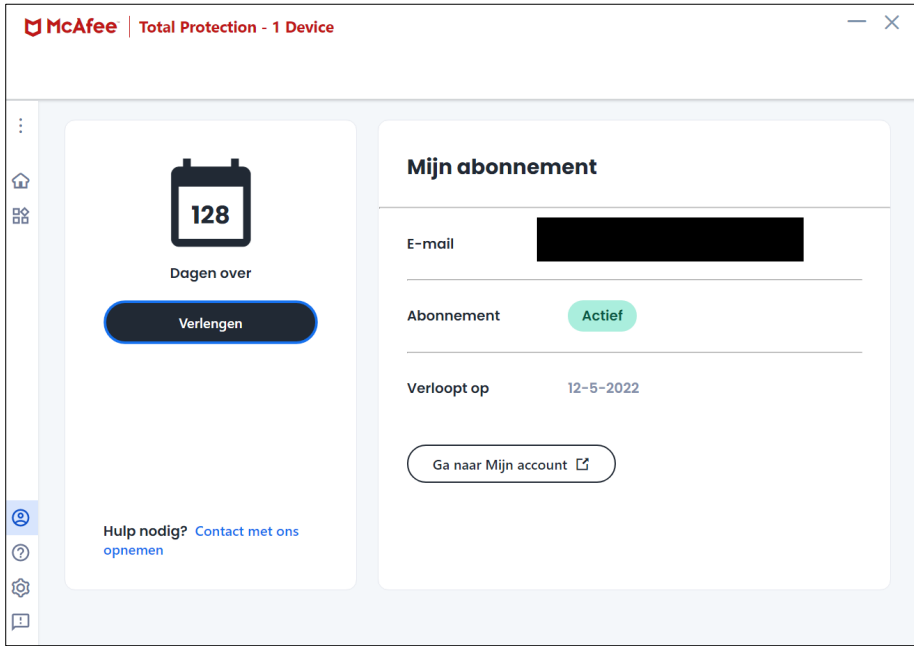 McAfee Total Protection - 1 Device
128
Dagen over
Verlengen
Hulp nodig? Contact met ons
opnemen
Mijn abonnement
E-mail
Abonnement Actief
Verloopt op 12-5-2022
Ga naar Mijn account